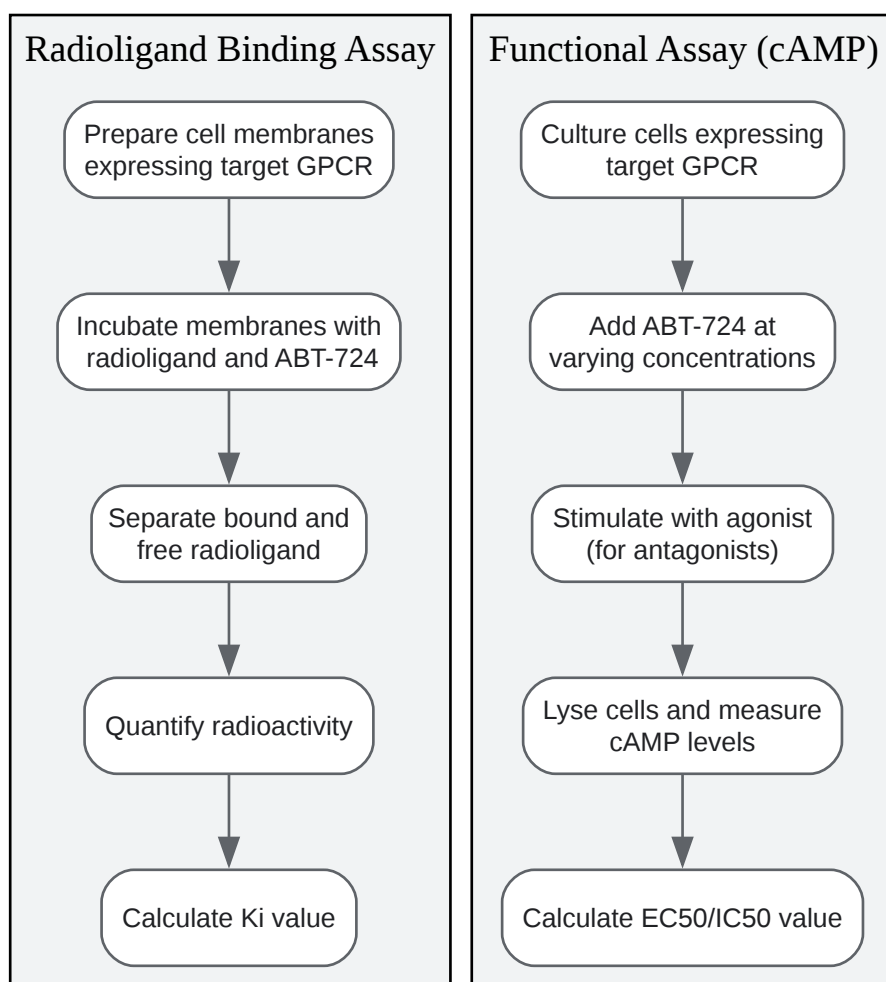 Radioligand Binding Assay
Prepare cell membranes
expressing target GPCR
Incubate membranes with
radioligand and ABT-724
Separate bound and
free radioligand
Quantify radioactivity
Calculate Ki value
Functional Assay (cAMP)
Culture cells expressing
target GPCR
Add ABT-724 at
varying concentrations
Stimulate with agonist
(for antagonists)
Lyse cells and measure
cAMP levels
Calculate EC50/IC50 value